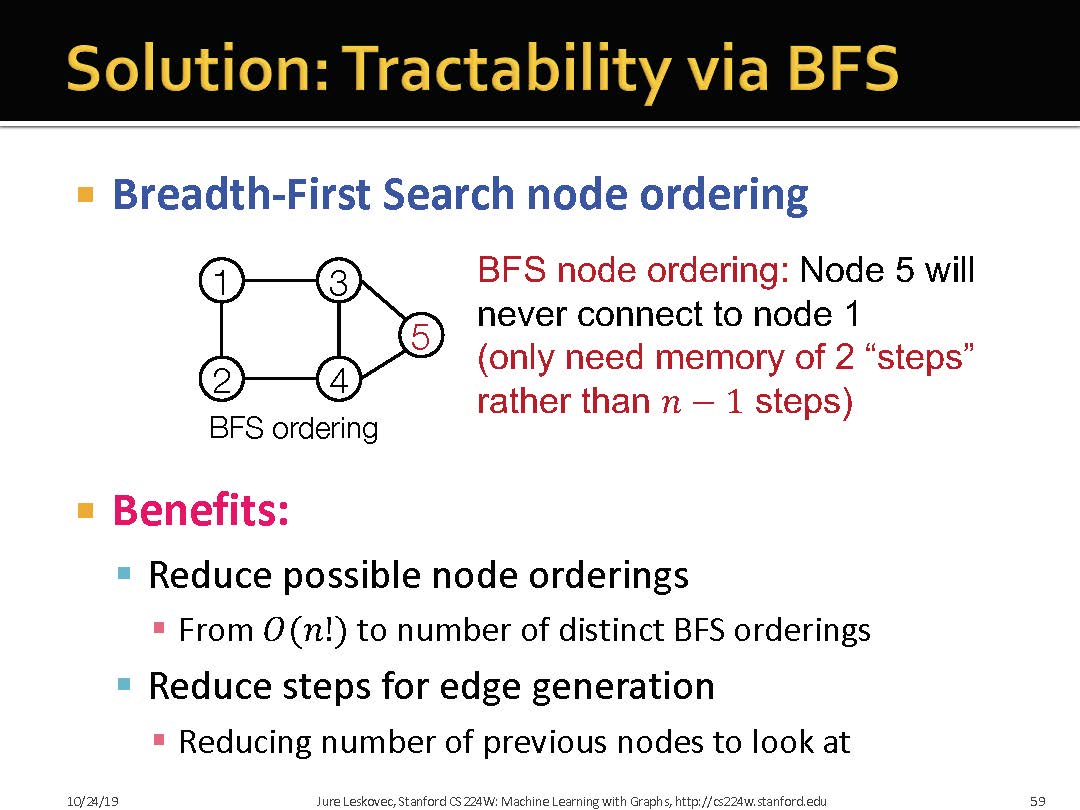 Solution: Tractability via BFS
Breadth-First Search node ordering
1
3
5
2
4
BFS ordering
BFS node ordering: Node 5 will
never connect to node 1
(only need memory of 2 “steps”
rather than 𝑛 − 1 steps)
Benefits:
Reduce possible node orderings
From 𝑂(𝑛!) to number of distinct BFS orderings
Reduce steps for edge generation
Reducing number of previous nodes to look at
10/24/19
Jure Leskovec, Stanford CS224W: Machine Learning with Graphs, http://cs224w.stanford.edu
59